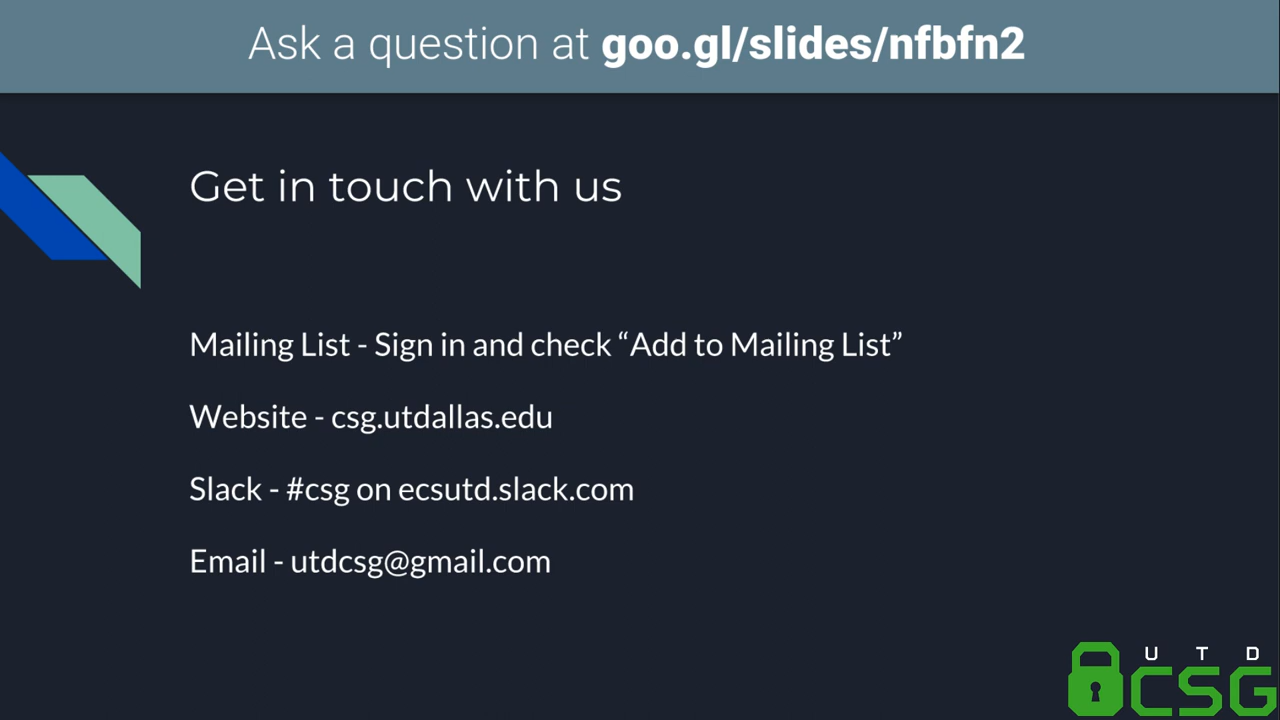 Ask a question at goo.gl/slides/nfbfn2
Get in touch with us
Mailing List - Sign in and check “Add to Mailing List”
Website - csg.utdallas.edu
Slack - #csg on ecsutd.slack.com
Email - utdcsg@gmail.com
UTD
CSG